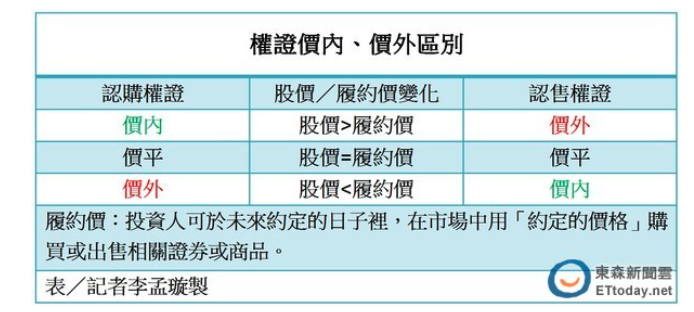 權證價內、價外區別
認購權證 股價／履約價變化 認售權證
價內 股價>履約價 價外
價平 股價=履約價 價平
價外 股價<履約價 價內
履約價：投資人可於未來約定的日子裡，在市場中用「約定的價格」購
買或出售相關證券或商品。
表／記者李孟璇製
東森新聞雲
ETtoday.net